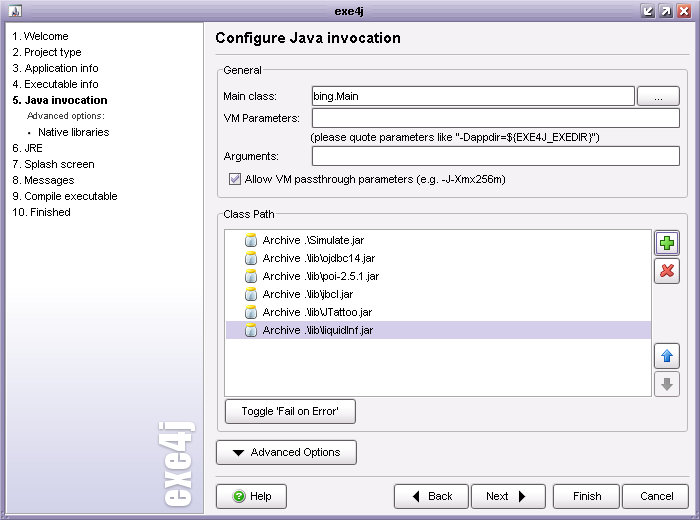 exe4j
1. Welcome
2. Project type
3. Application info
4. Executable info
5. Java invocation
Advanced options:
• Native libraries
6. JRE
7. Splash screen
8. Messages
9. Compile executable
10. Finished
exe4j
Configure Java invocation
General
Main class:
bing.Main
...
VM Parameters:
(please quote parameters like "-Dappdir=${EXE4J_EXEDIR}")
Arguments:
Allow VM passthrough parameters (e.g. -J-Xmx256m)
Class Path
Archive .\Simulate.jar
Archive .\lib\ojdbc14.jar
Archive .\lib\poi-2.5.1.jar
Archive .\lib\jbcl.jar
Archive .\lib\JTattoo.jar
Archive .\lib\liquidlnf.jar
Toggle 'Fail on Error'
Advanced Options
Help
Back
Next
Finish
Cancel